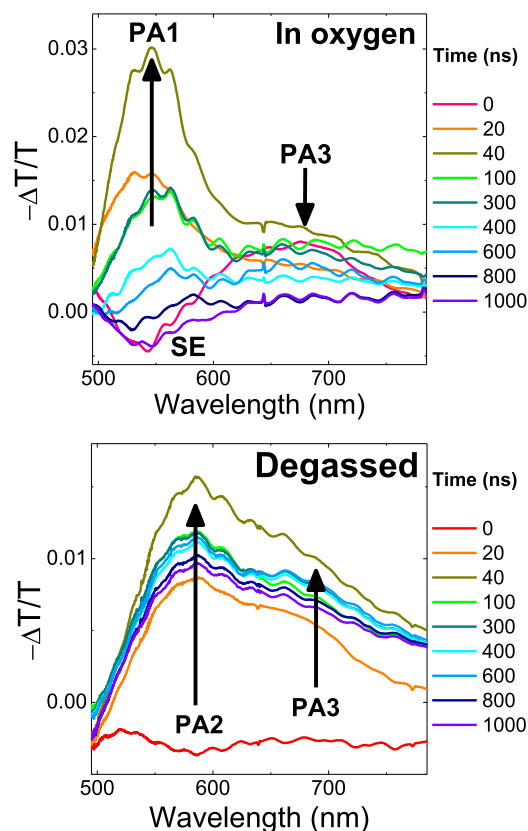 In oxygen
PA1
PA3
SE
−ΔT/T
0.03
0.02
0.01
0.00
500 600 700
Wavelength (nm)
Time (ns)
0
20
40
100
300
400
600
800
1000
Degassed
PA2
PA3
−ΔT/T
0.01
0.00
500 600 700
Wavelength (nm)
Time (ns)
0
20
40
100
300
400
600
800
1000